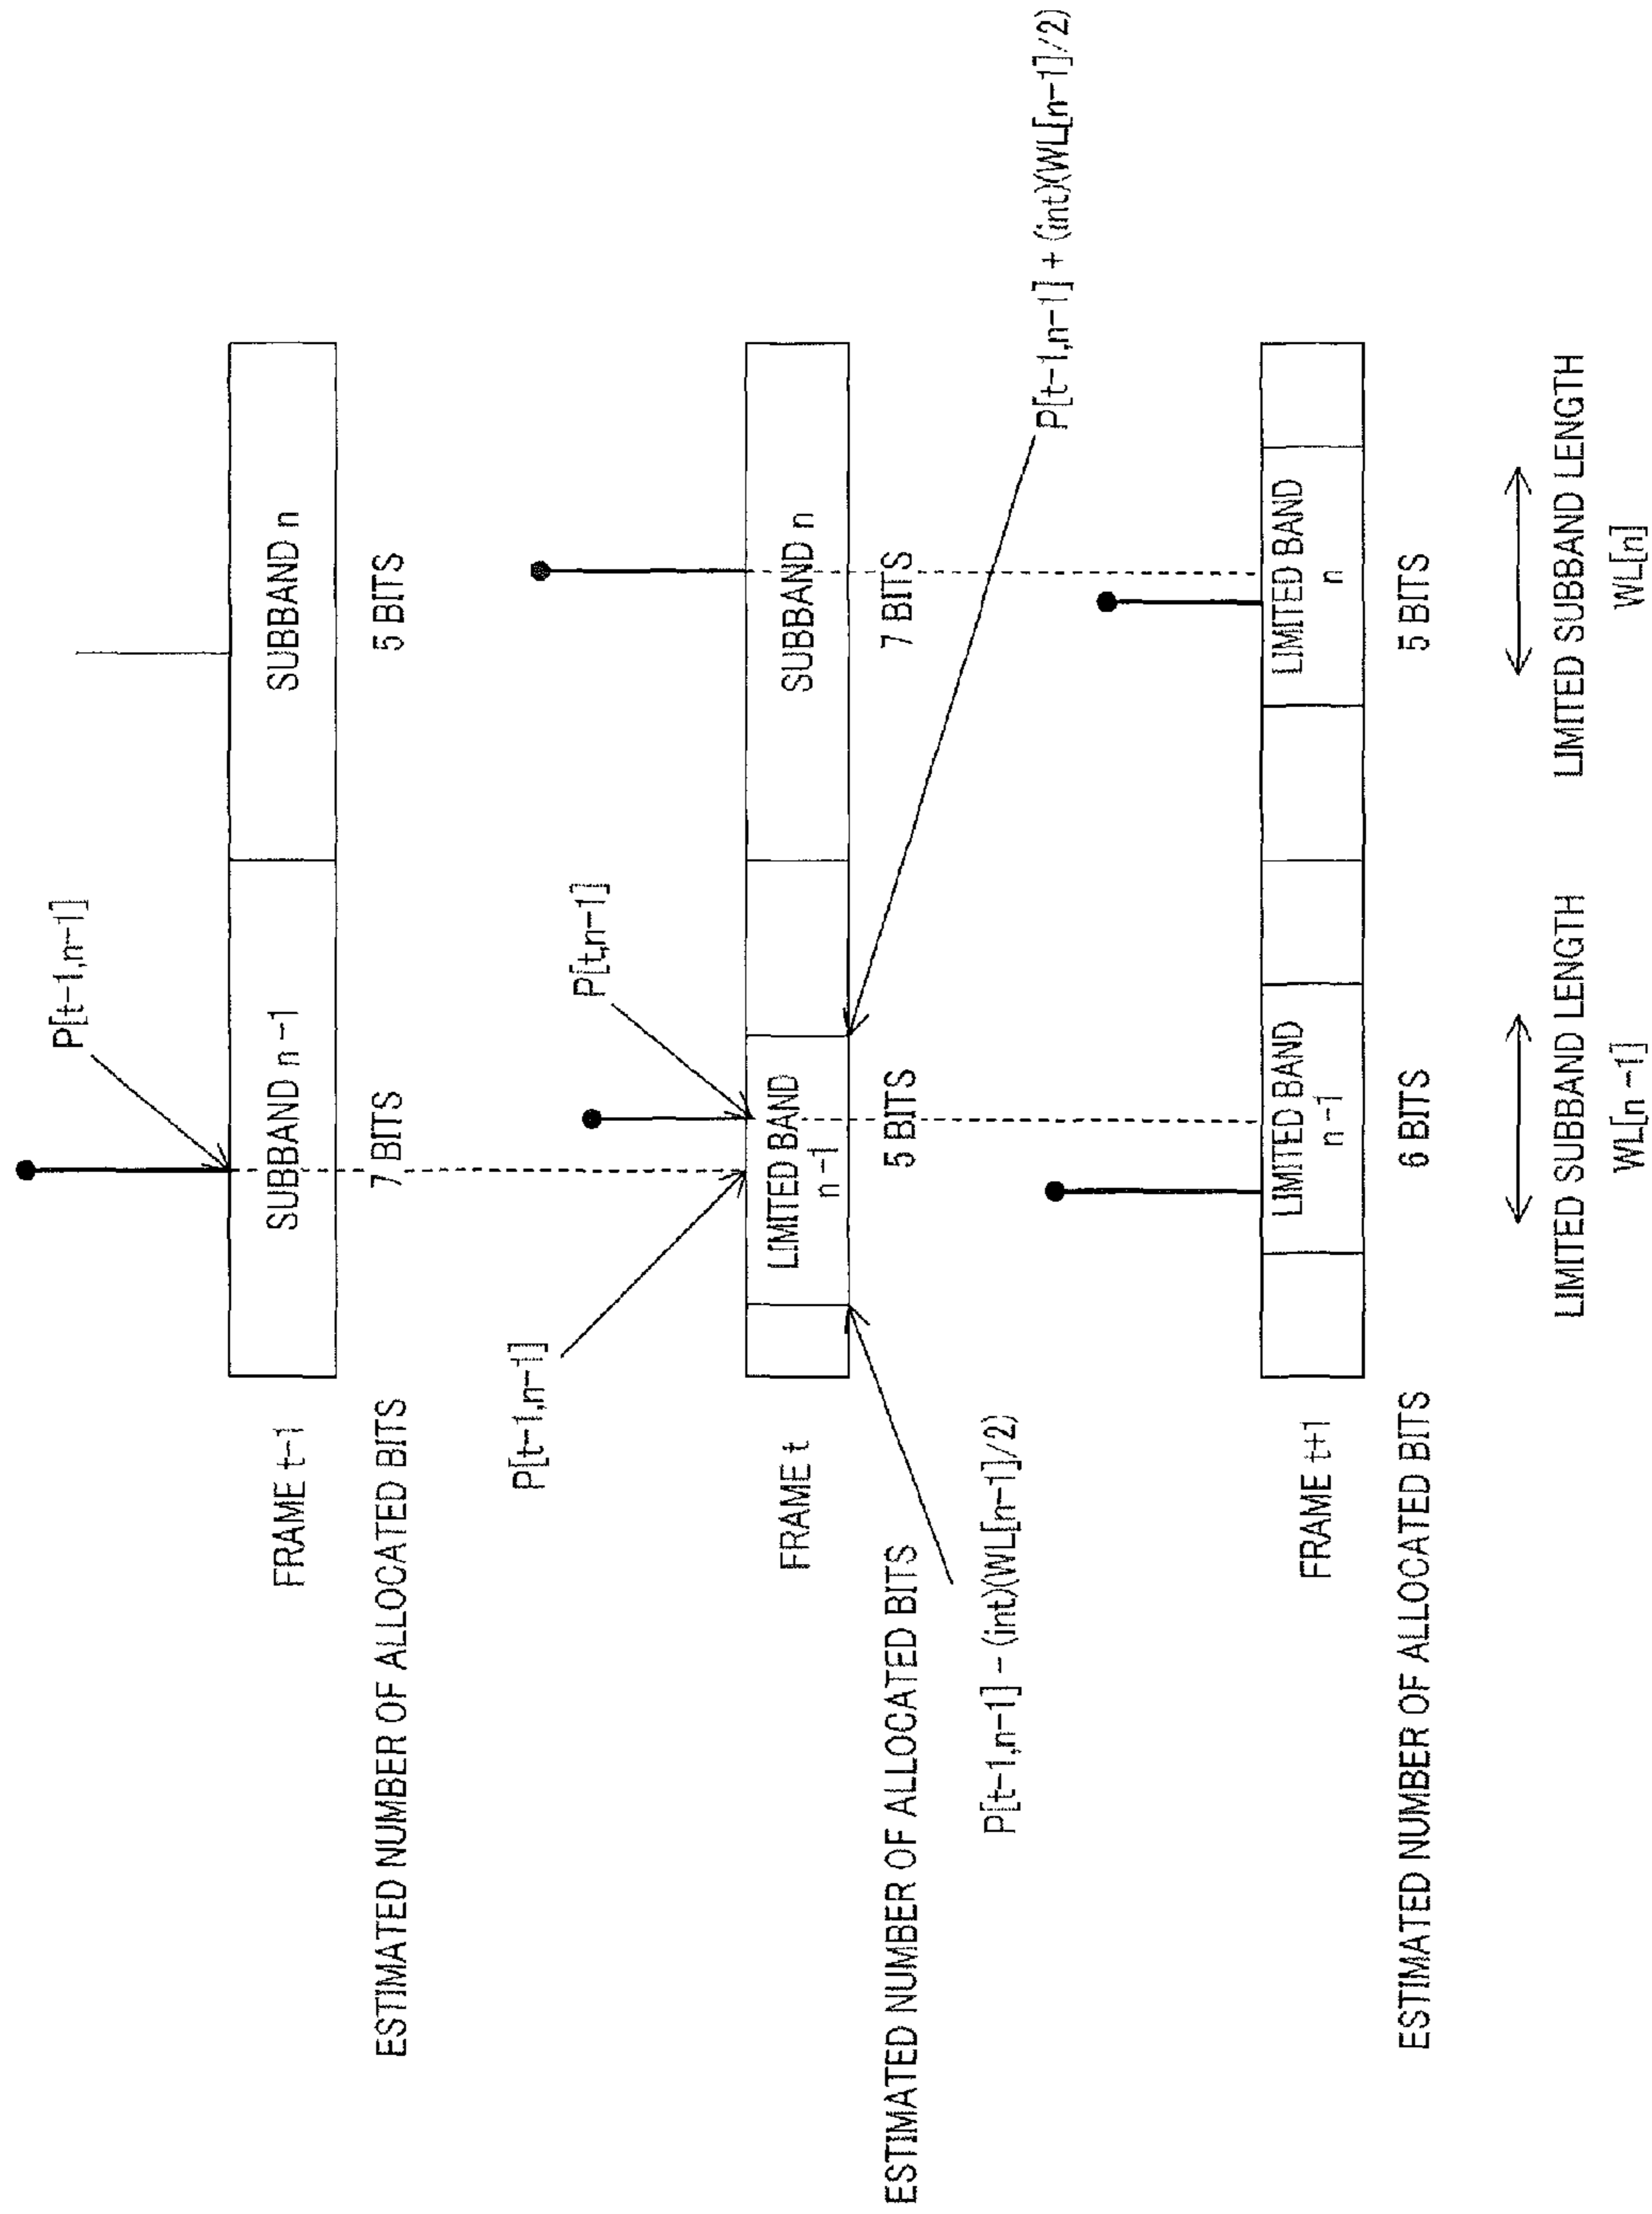 P[t-1,n-1]
SUBBAND n-1
SUBBAND n
FRAME t-1
ESTIMATED NUMBER OF ALLOCATED BITS
7 BITS
5 BITS
P[t-1,n-1]
P[t,n-1]
FRAME t
LIMITED BAND
n-1
SUBBAND n
ESTIMATED NUMBER OF ALLOCATED BITS
5 BITS
7 BITS
P[t-1,n-1] - (int)(WL[n-1]/2)
P[t-1,n-1] + (int)(WL[n-1]/2)
FRAME t+1
LIMITED BAND
n-1
LIMITED BAND
n
ESTIMATED NUMBER OF ALLOCATED BITS
6 BITS
5 BITS
LIMITED SUBBAND LENGTH
WL[n-1]
LIMITED SUBBAND LENGTH
WL[n]